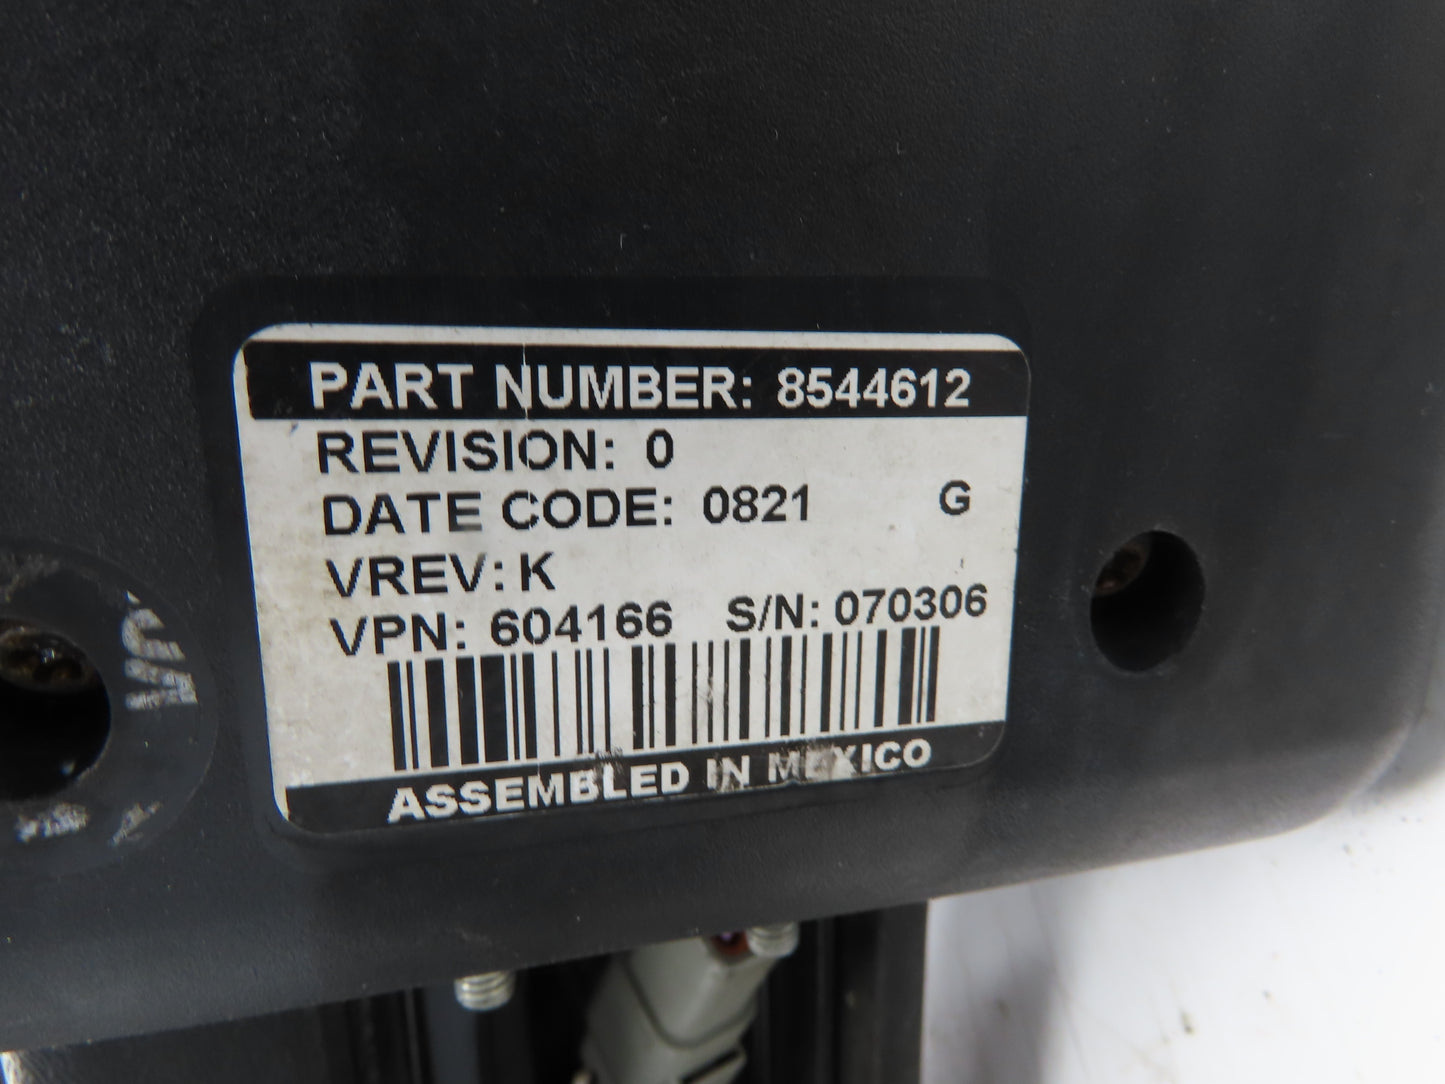 PART NUMBER: 8544612
REVISION: 0
DATE CODE: 0821 G
VREV: K
VPN: 604166 S/N: 070306
ASSEMBLED IN MEXICO